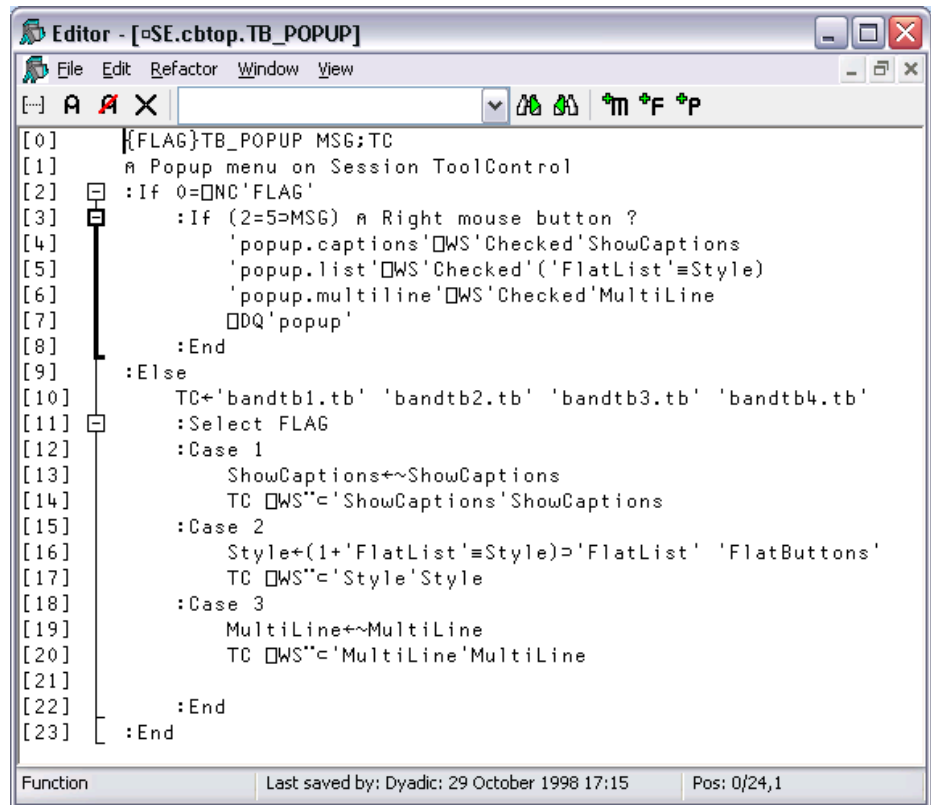 Editor - [¤SE.cbtop.TB_POPUP]
File Edit Refactor Window View
[0] {FLAG}TB_POPUP MSG;TC
[1] ⍝ Popup menu on Session ToolControl
[2] :If 0=⎕NC'FLAG'
[3] :If (2=5⊃MSG) ⍝ Right mouse button ?
[4] 'popup.captions'⎕WS'Checked'ShowCaptions
[5] 'popup.list'⎕WS'Checked'('FlatList'≡Style)
[6] 'popup.multiline'⎕WS'Checked'MultiLine
[7] ⎕DQ'popup'
[8] :End
[9] :Else
[10] TC←'bandtb1.tb' 'bandtb2.tb' 'bandtb3.tb' 'bandtb4.tb'
[11] :Select FLAG
[12] :Case 1
[13] ShowCaptions←~ShowCaptions
[14] TC ⎕WS¨⊂'ShowCaptions'ShowCaptions
[15] :Case 2
[16] Style←(1+'FlatList'≡Style)⊃'FlatList' 'FlatButtons'
[17] TC ⎕WS¨⊂'Style'Style
[18] :Case 3
[19] MultiLine←~MultiLine
[20] TC ⎕WS¨⊂'MultiLine'MultiLine
[21]
[22] :End
[23] :End
Function Last saved by: Dyadic: 29 October 1998 17:15 Pos: 0/24,1